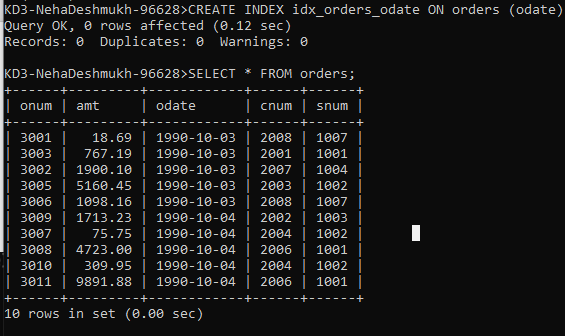 KD3-NehaDeshmukh-96628>CREATE INDEX idx_orders_odate ON orders (odate)
Query OK, 0 rows affected (0.12 sec)
Records: 0  Duplicates: 0  Warnings: 0
KD3-NehaDeshmukh-96628>SELECT * FROM orders;
+------+---------+------------+------+------+
| onum | amt     | odate      | cnum | snum |
+------+---------+------------+------+------+
| 3001 |   18.69 | 1990-10-03 | 2008 | 1007 |
| 3003 |  767.19 | 1990-10-03 | 2001 | 1001 |
| 3002 | 1900.10 | 1990-10-03 | 2007 | 1004 |
| 3005 | 5160.45 | 1990-10-03 | 2003 | 1002 |
| 3006 | 1098.16 | 1990-10-03 | 2008 | 1007 |
| 3009 | 1713.23 | 1990-10-04 | 2002 | 1003 |
| 3007 |   75.75 | 1990-10-04 | 2004 | 1002 |
| 3008 | 4723.00 | 1990-10-04 | 2006 | 1001 |
| 3010 |  309.95 | 1990-10-04 | 2004 | 1002 |
| 3011 | 9891.88 | 1990-10-04 | 2006 | 1001 |
+------+---------+------------+------+------+
10 rows in set (0.00 sec)